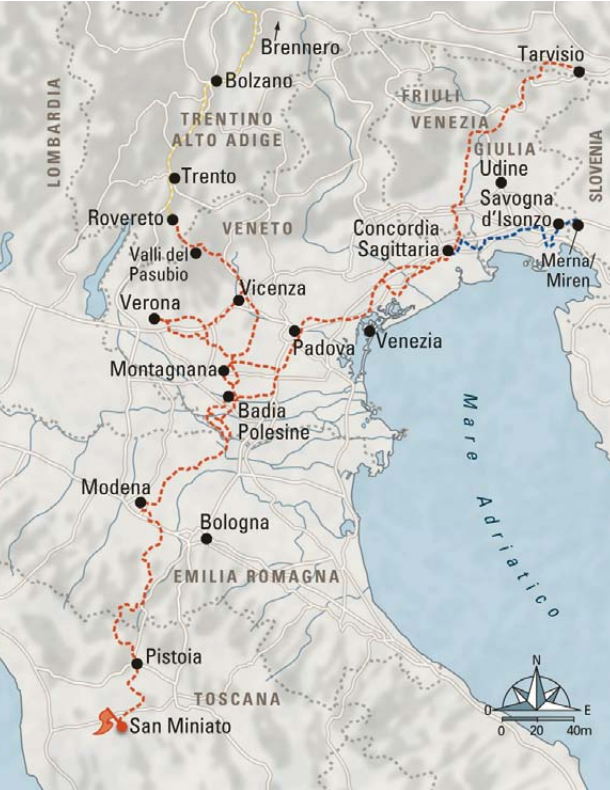 Brennero
Tarvisio
Bolzano
LOMBARDIA
FRIULI
VENEZIA
GIULIA
SLOVENIA
TRENTINO
ALTO ADIGE
Udine
Trento
Savogna
d'Isonzo
Rovereto
VENETO
Concordia
Sagittaria
Valli del
Pasubio
Merna/
Miren
Vicenza
Verona
Padova
Venezia
Montagnana
Badia
Polesine
Mare Adriatico
Modena
Bologna
EMILIA ROMAGNA
Pistoia
TOSCANA
San Miniato
N
O
E
0 20 40m